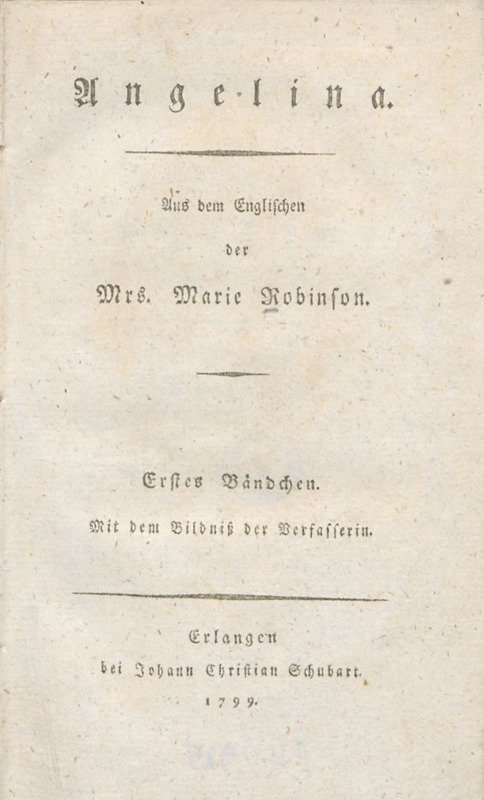 Angelina.
Aus dem Englischen
der
Mrs. Marie Robinson.
Erstes Bändchen.
Mit dem Bildniß der Verfasserin.
Erlangen
bei Johann Christian Schubart.
1799.